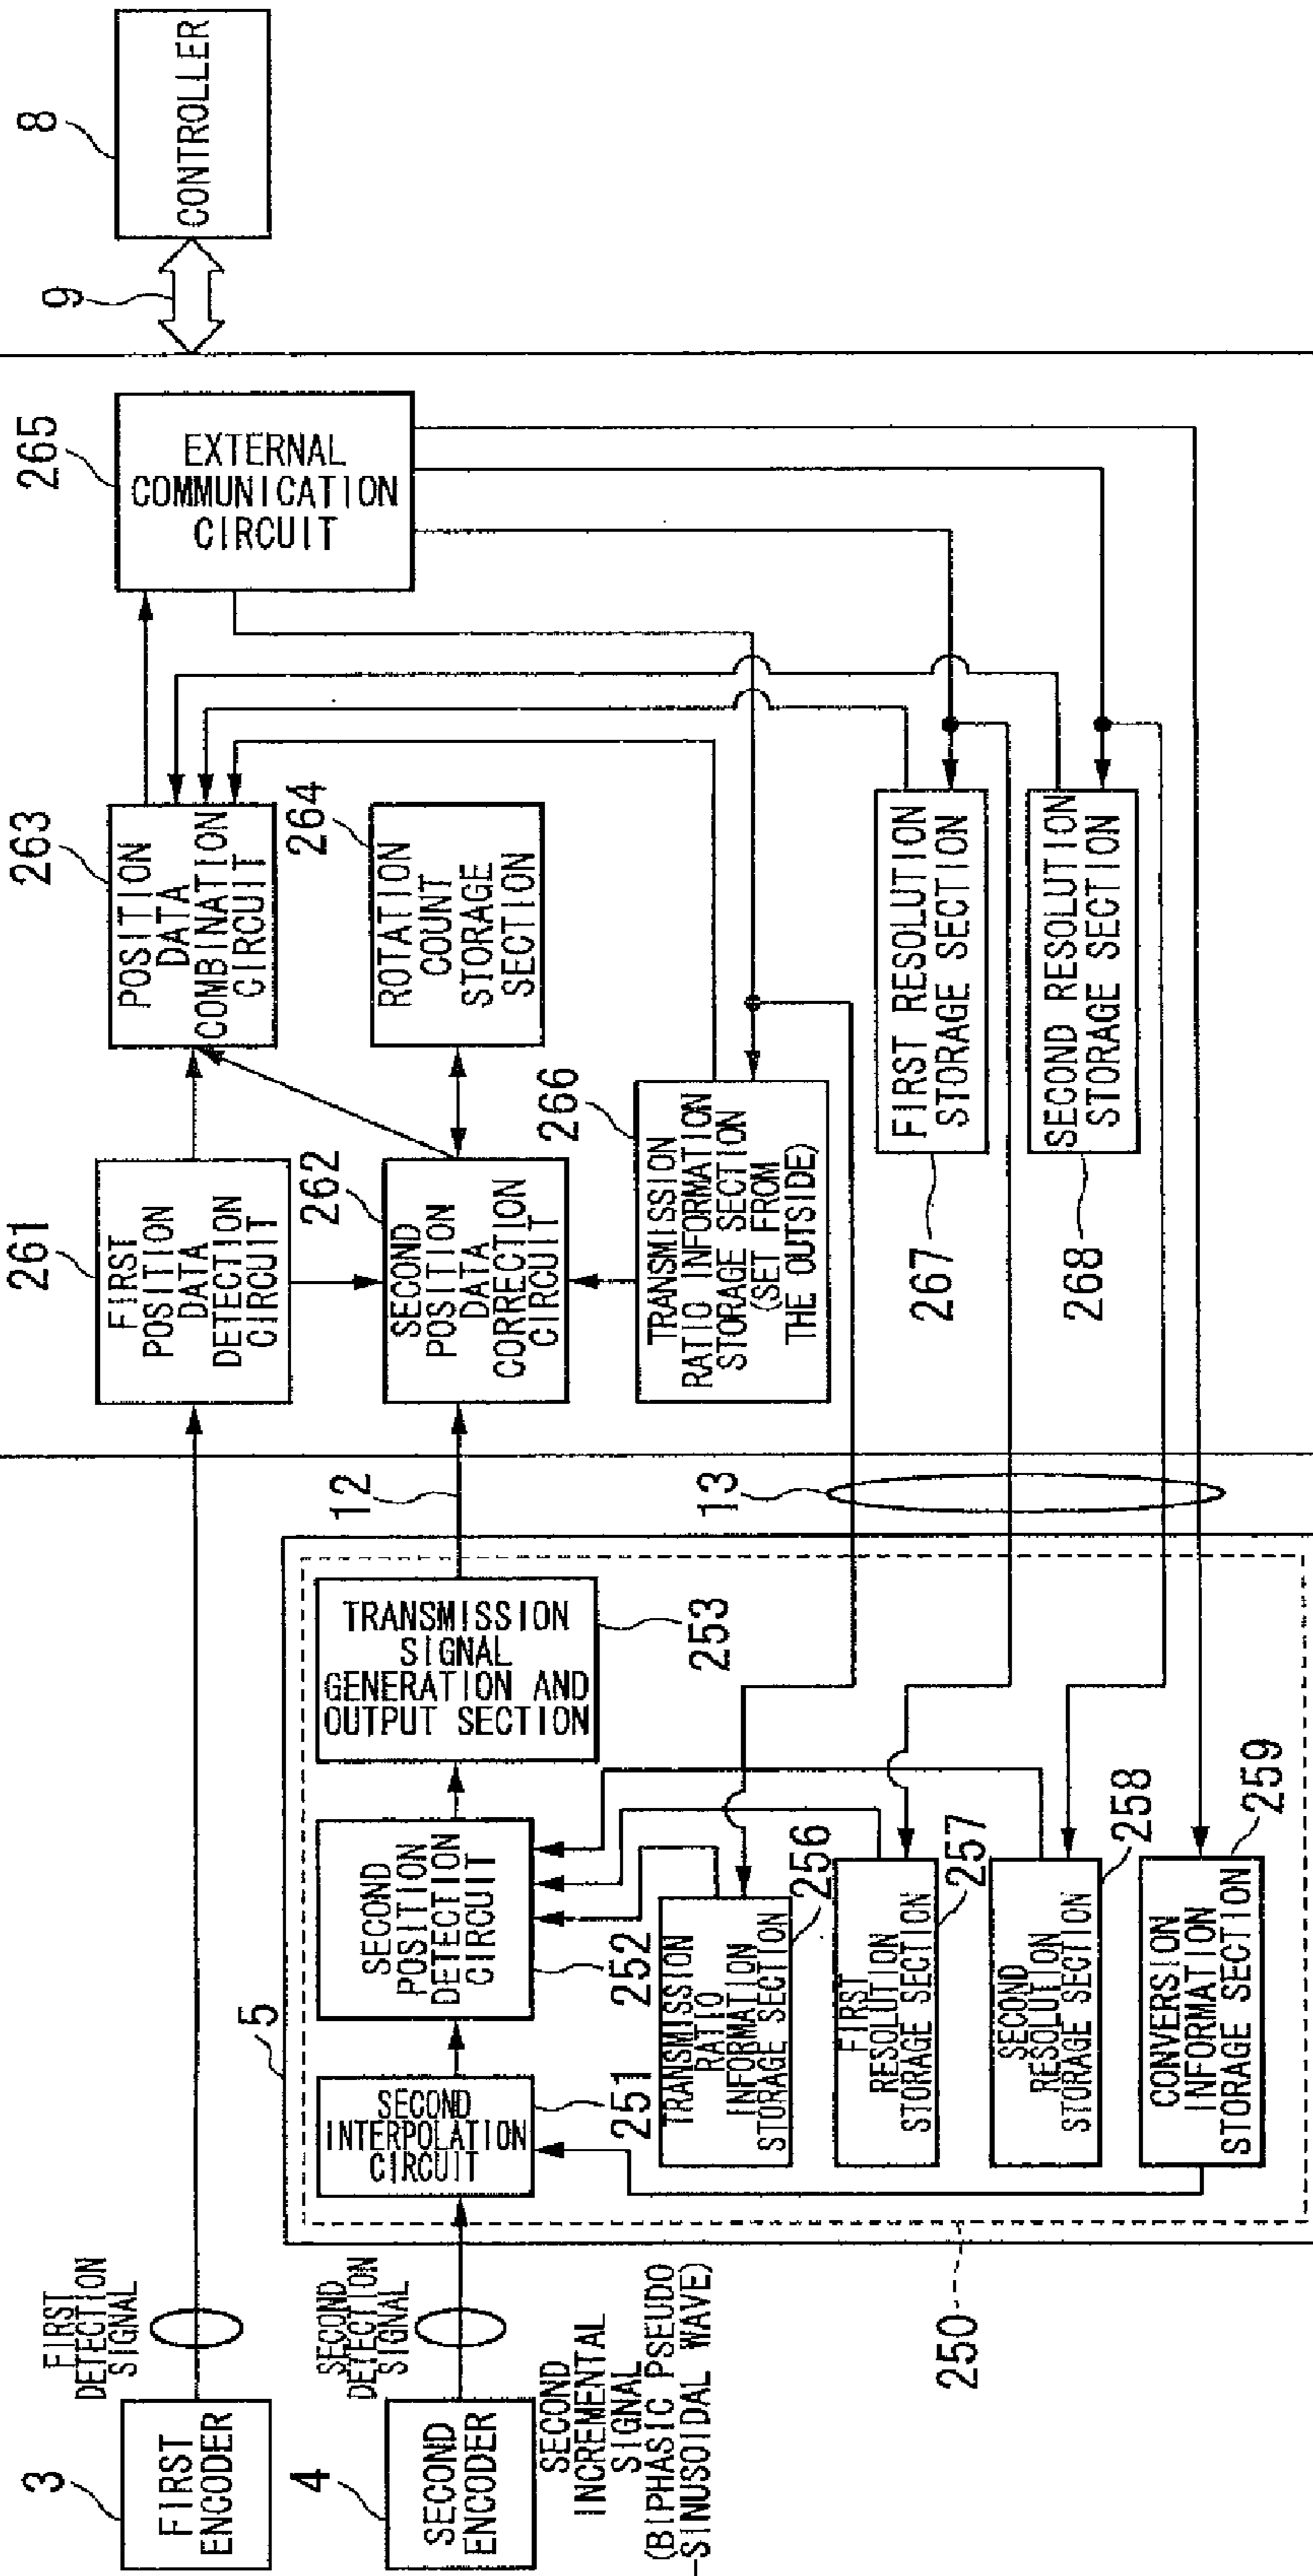 3
FIRST
ENCODER
FIRST
DETECTION
SIGNAL
4
SECOND
ENCODER
SECOND
DETECTION
SIGNAL
SECOND
INCREMENTAL
SIGNAL
(BIPHASIC PSEUDO
-SINUSOIDAL WAVE)
250
5
SECOND
INTERPOLATION
CIRCUIT
251
SECOND
POSITION
DETECTION
CIRCUIT
252
TRANSMISSION
SIGNAL
GENERATION AND
OUTPUT SECTION
253
TRANSMISSION
RATIO
INFORMATION
STORAGE SECTION
256
FIRST
RESOLUTION
STORAGE SECTION
257
SECOND
RESOLUTION
STORAGE SECTION
258
CONVERSION
INFORMATION
STORAGE SECTION
259
12
13
261
FIRST
POSITION
DATA
DETECTION
CIRCUIT
262
SECOND
POSITION
DATA
CORRECTION
CIRCUIT
263
POSITION
DATA
COMBINATION
CIRCUIT
264
ROTATION
COUNT
STORAGE
SECTION
266
TRANSMISSION
RATIO INFORMATION
STORAGE SECTION
(SET FROM
THE OUTSIDE)
FIRST RESOLUTION
STORAGE SECTION
267
SECOND RESOLUTION
STORAGE SECTION
268
265
EXTERNAL
COMMUNICATION
CIRCUIT
9
8
CONTROLLER